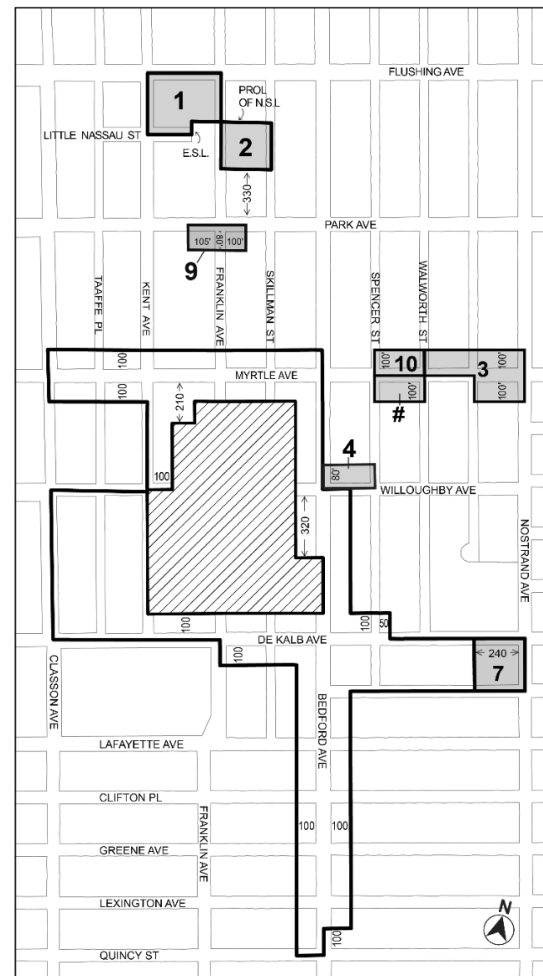 FLUSHING AVE
1
PROL
OF N.S.L
LITTLE NASSAU ST
E.S.L.
2
330
PARK AVE
105'
80'
100'
9
TAAFFE PL
KENT AVE
FRANKLIN AVE
SKILLMAN ST
SPENCER ST
WALWORTH ST
100
MYRTLE AVE
100'
10
100'
3
100
210
100'
100'
#
4
100
80'
WILLOUGHBY AVE
320
NOSTRAND AVE
100
100
50
DE KALB AVE
100
240
7
CLASSON AVE
BEDFORD AVE
LAFAYETTE AVE
CLIFTON PL
FRANKLIN AVE
100
100
GREENE AVE
LEXINGTON AVE
N
100
QUINCY ST